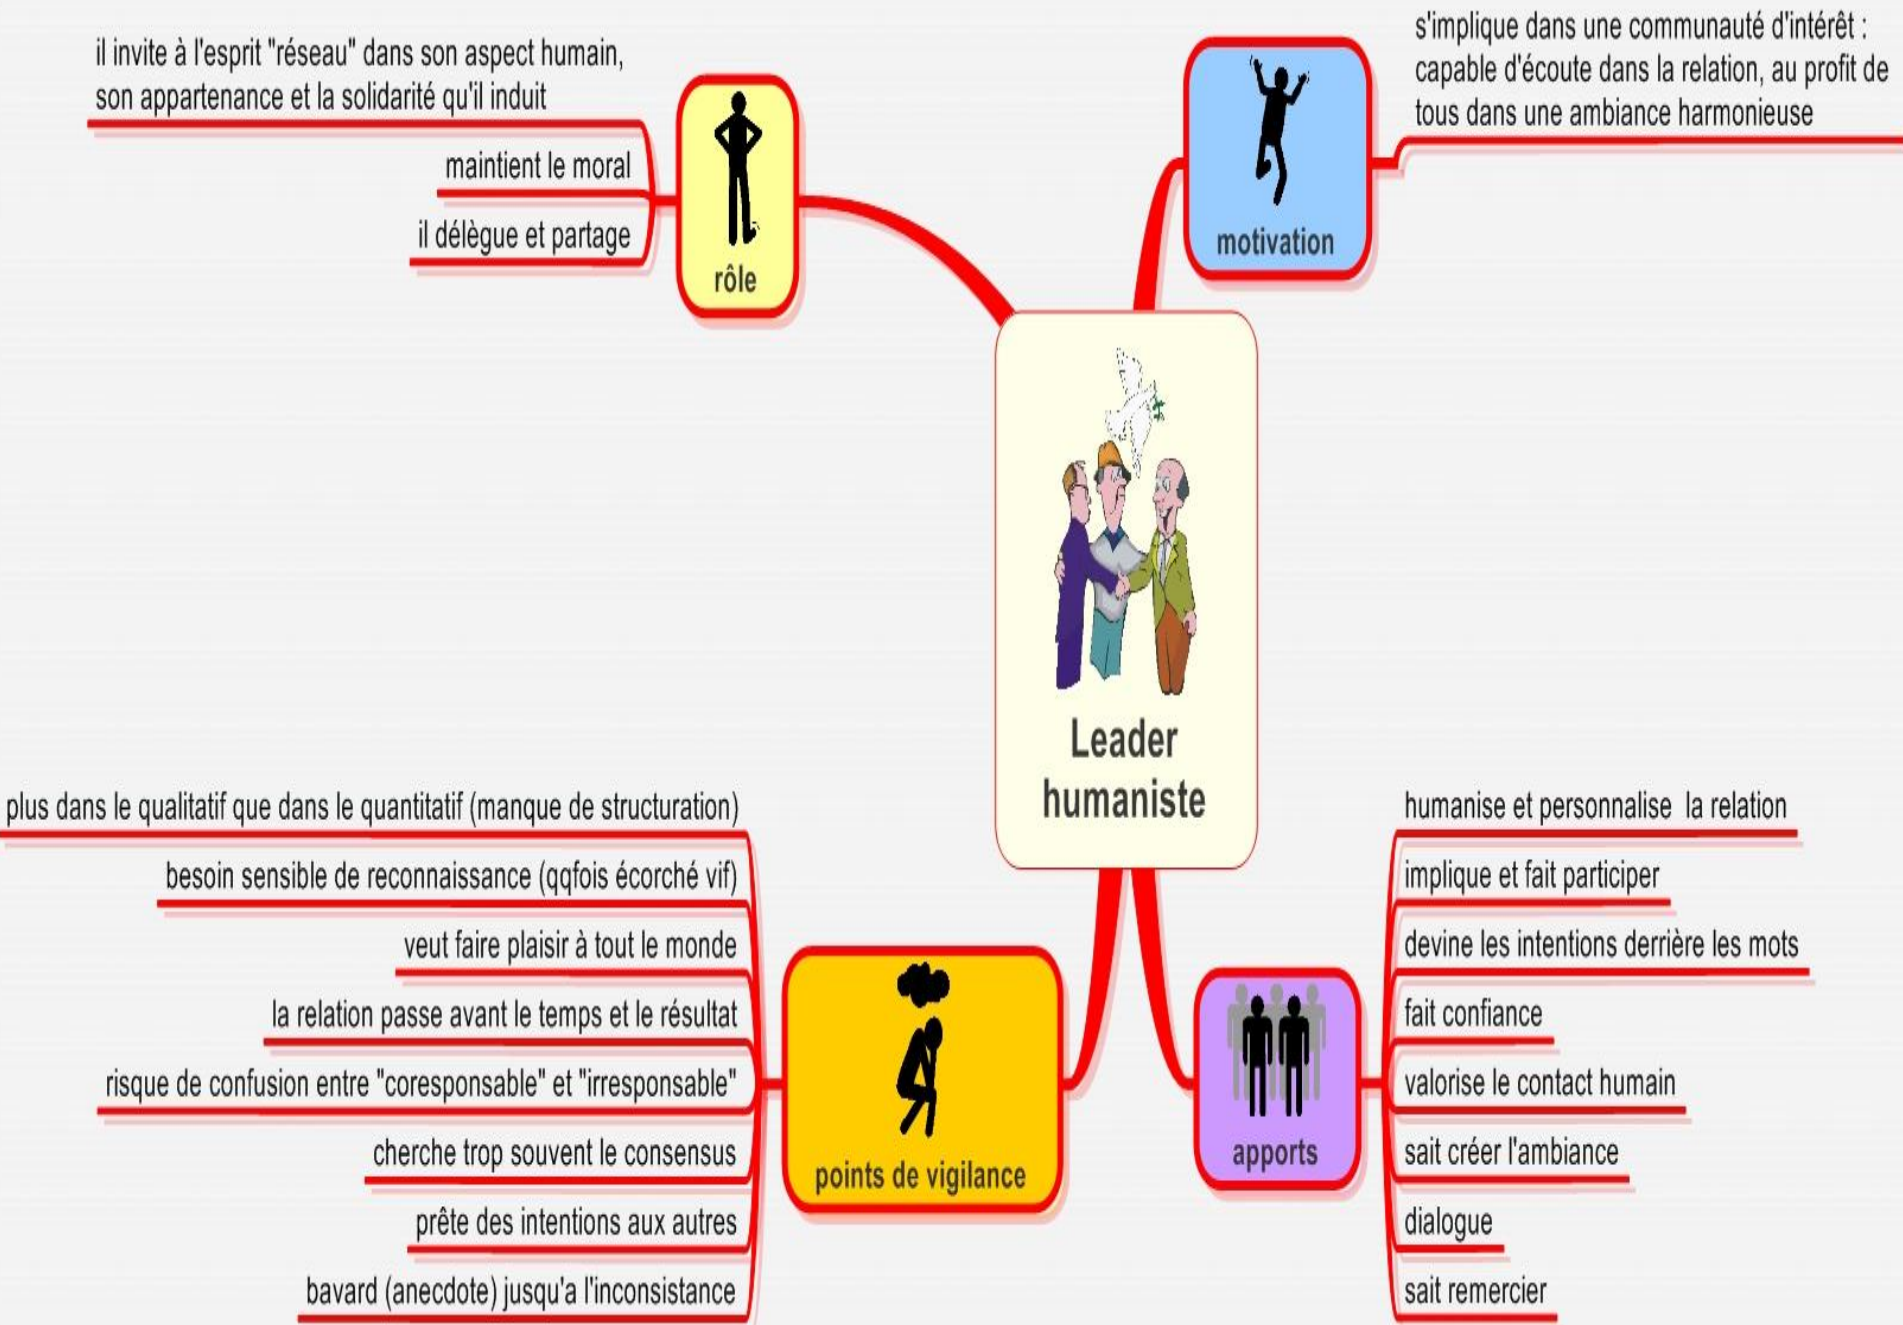 il invite à l'esprit "réseau" dans son aspect humain,
son appartenance et la solidarité qu'il induit
maintient le moral
il délègue et partage
rôle
s'implique dans une communauté d'intérêt :
capable d'écoute dans la relation, au profit de
tous dans une ambiance harmonieuse
motivation
Leader
humaniste
plus dans le qualitatif que dans le quantitatif (manque de structuration)
besoin sensible de reconnaissance (qqfois écorché vif)
veut faire plaisir à tout le monde
la relation passe avant le temps et le résultat
risque de confusion entre "coresponsable" et "irresponsable"
cherche trop souvent le consensus
prête des intentions aux autres
bavard (anecdote) jusqu'a l'inconsistance
points de vigilance
humanise et personnalise la relation
implique et fait participer
devine les intentions derrière les mots
fait confiance
valorise le contact humain
sait créer l'ambiance
dialogue
sait remercier
apports